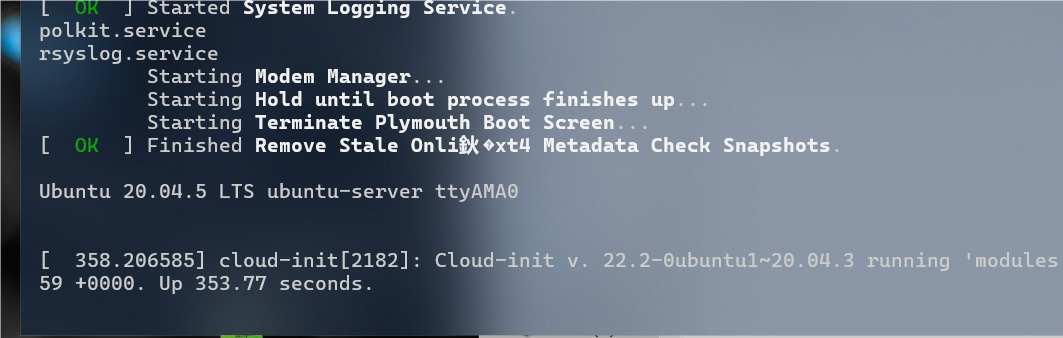 [  OK  ] Started System Logging Service.
polkit.service
rsyslog.service
         Starting Modem Manager...
         Starting Hold until boot process finishes up...
         Starting Terminate Plymouth Boot Screen...
[  OK  ] Finished Remove Stale Onli鈥�xt4 Metadata Check Snapshots.
Ubuntu 20.04.5 LTS ubuntu-server ttyAMA0
[  358.206585] cloud-init[2182]: Cloud-init v. 22.2-0ubuntu1~20.04.3 running 'modules
59 +0000. Up 353.77 seconds.